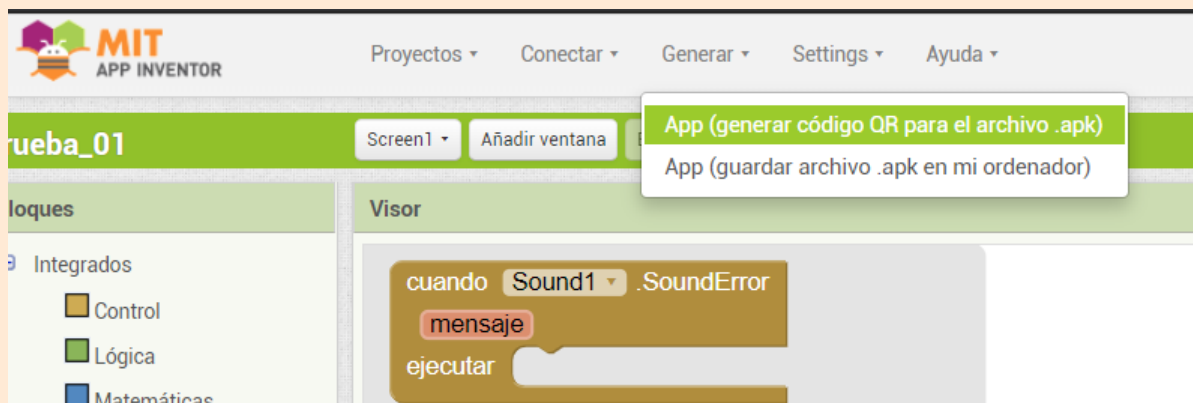 MIT
APP INVENTOR
Proyectos Conectar Generar Settings Ayuda
App (generar código QR para el archivo .apk)
App (guardar archivo .apk en mi ordenador)
rueba_01 Screen1 Añadir ventana
loques Visor
Integrados
Control
Lógica
Matemáticas
cuando Sound1 .SoundError
mensaje
ejecutar